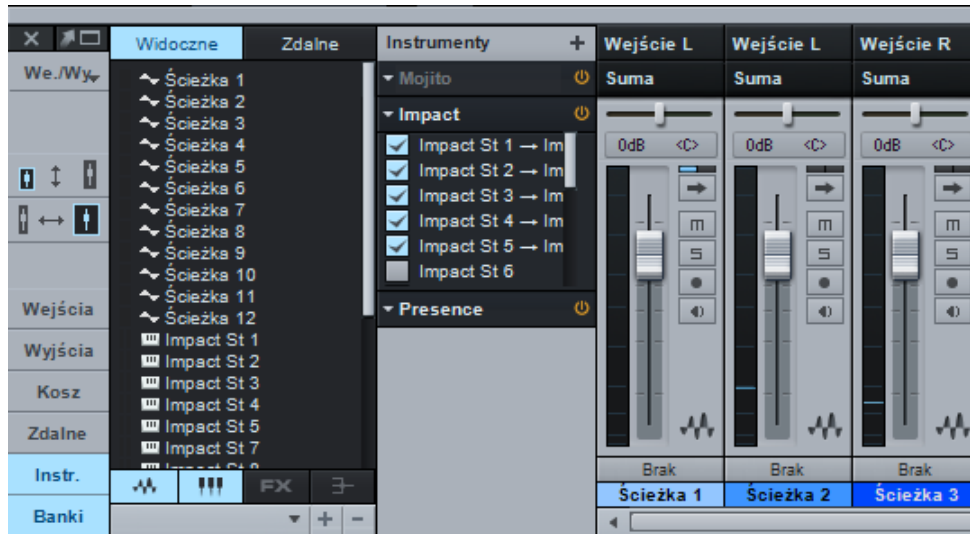 We./Wy.
Wejścia
Wyjścia
Kosz
Zdalne
Instr.
Banki
Widoczne
Zdalne
Ścieżka 1
Ścieżka 2
Ścieżka 3
Ścieżka 4
Ścieżka 5
Ścieżka 6
Ścieżka 7
Ścieżka 8
Ścieżka 9
Ścieżka 10
Ścieżka 11
Ścieżka 12
Impact St 1
Impact St 2
Impact St 3
Impact St 4
Impact St 5
Impact St 7
FX
Instrumenty
Mojito
Impact
Impact St 1 → Im
Impact St 2 → Im
Impact St 3 → Im
Impact St 4 → Im
Impact St 5 → Im
Impact St 6
Presence
Wejście L
Wejście L
Wejście R
Suma
Suma
Suma
0dB <C>
0dB <C>
0dB <C>
m
m
m
S
S
S
Brak
Brak
Brak
Ścieżka 1
Ścieżka 2
Ścieżka 3